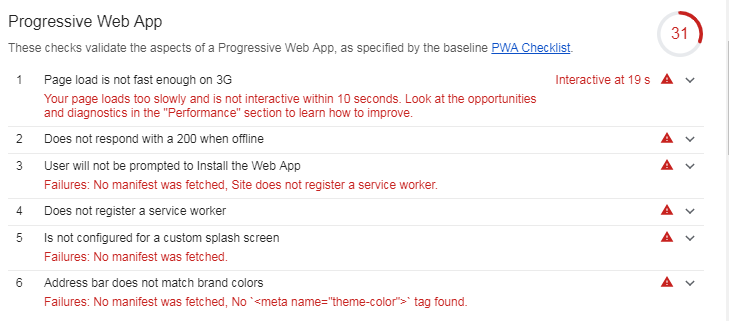 Progressive Web App
31
These checks validate the aspects of a Progressive Web App, as specified by the baseline PWA Checklist.
1 Page load is not fast enough on 3G Interactive at 19 s
Your page loads too slowly and is not interactive within 10 seconds. Look at the opportunities
and diagnostics in the "Performance" section to learn how to improve.
2 Does not respond with a 200 when offline
3 User will not be prompted to Install the Web App
Failures: No manifest was fetched, Site does not register a service worker.
4 Does not register a service worker
5 Is not configured for a custom splash screen
Failures: No manifest was fetched.
6 Address bar does not match brand colors
Failures: No manifest was fetched, No `<meta name="theme-color">` tag found.